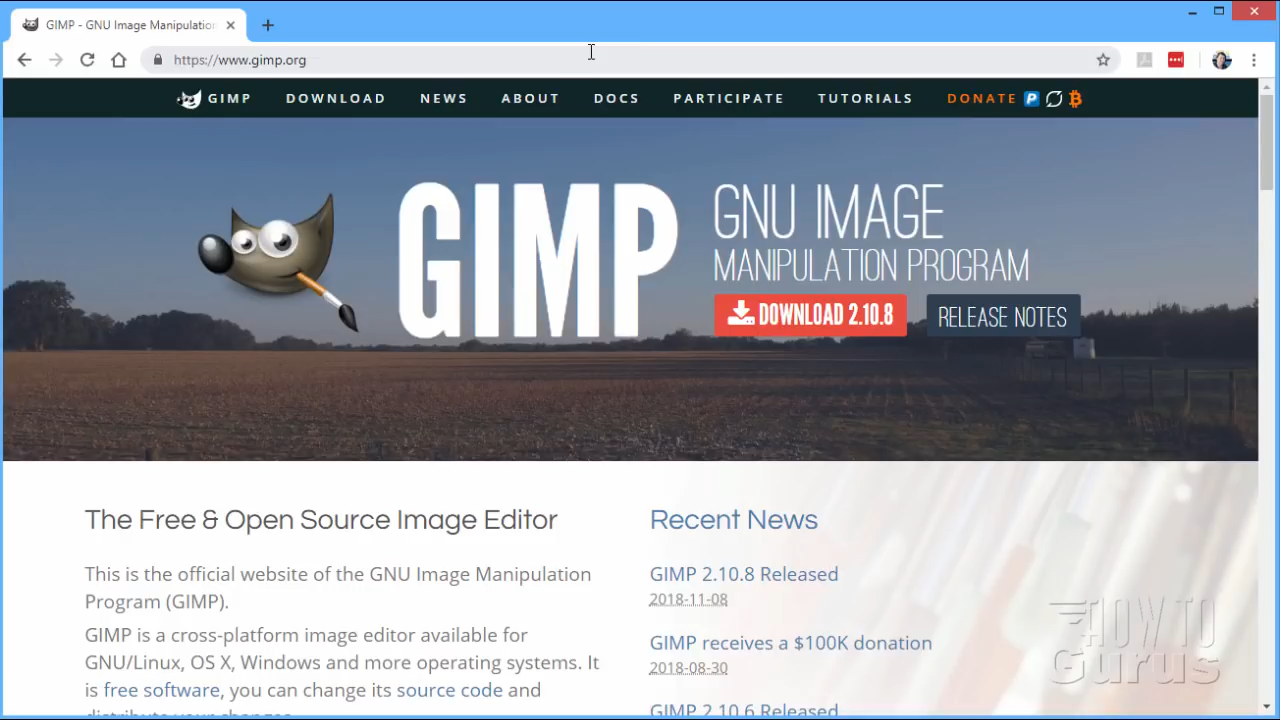 GIMP - GNU Image Manipulation
https://www.gimp.org
GIMP DOWNLOAD NEWS ABOUT DOCS PARTICIPATE TUTORIALS DONATE
GIMP
GNU IMAGE
MANIPULATION PROGRAM
DOWNLOAD 2.10.8
RELEASE NOTES
The Free & Open Source Image Editor
This is the official website of the GNU Image Manipulation
Program (GIMP).
GIMP is a cross-platform image editor available for
GNU/Linux, OS X, Windows and more operating systems. It
is free software, you can change its source code and
distribute your changes.
Recent News
GIMP 2.10.8 Released
2018-11-08
GIMP receives a $100K donation
2018-08-30
GIMP 2.10.6 Released
HOW TO
Gurus